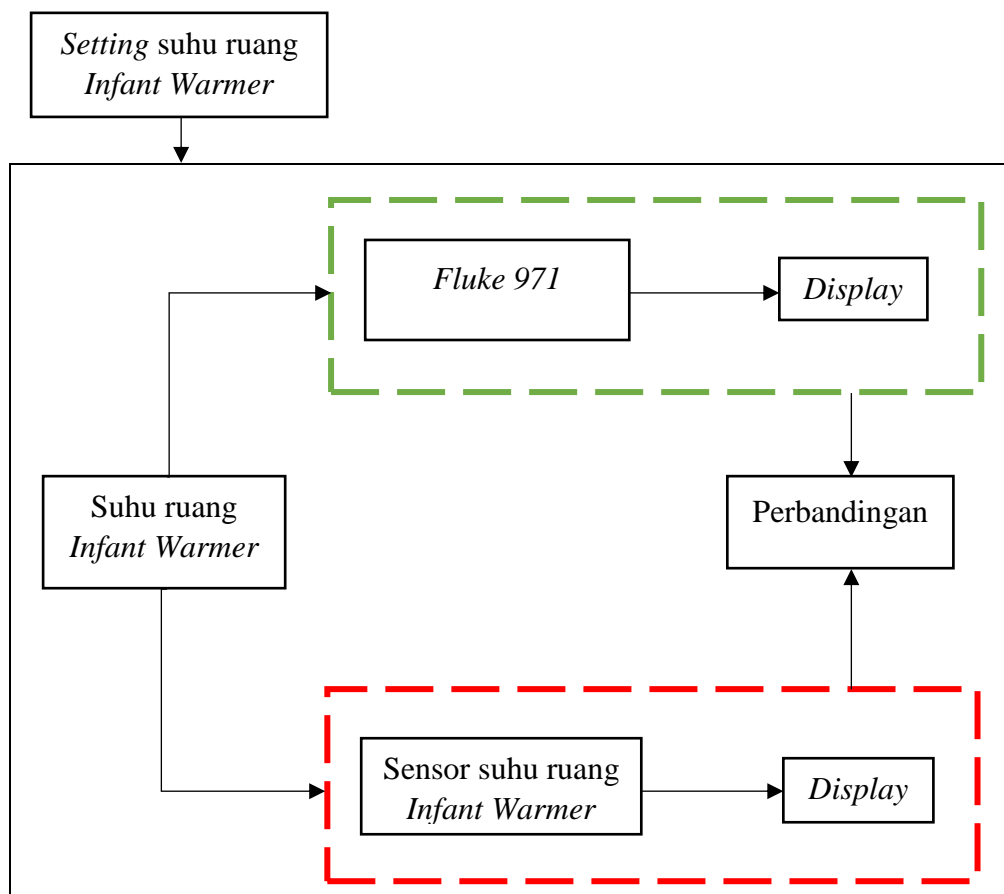 Setting suhu ruang
Infant Warmer
Fluke 971
Display
Suhu ruang
Infant Warmer
Perbandingan
Sensor suhu ruang
Infant Warmer
Display